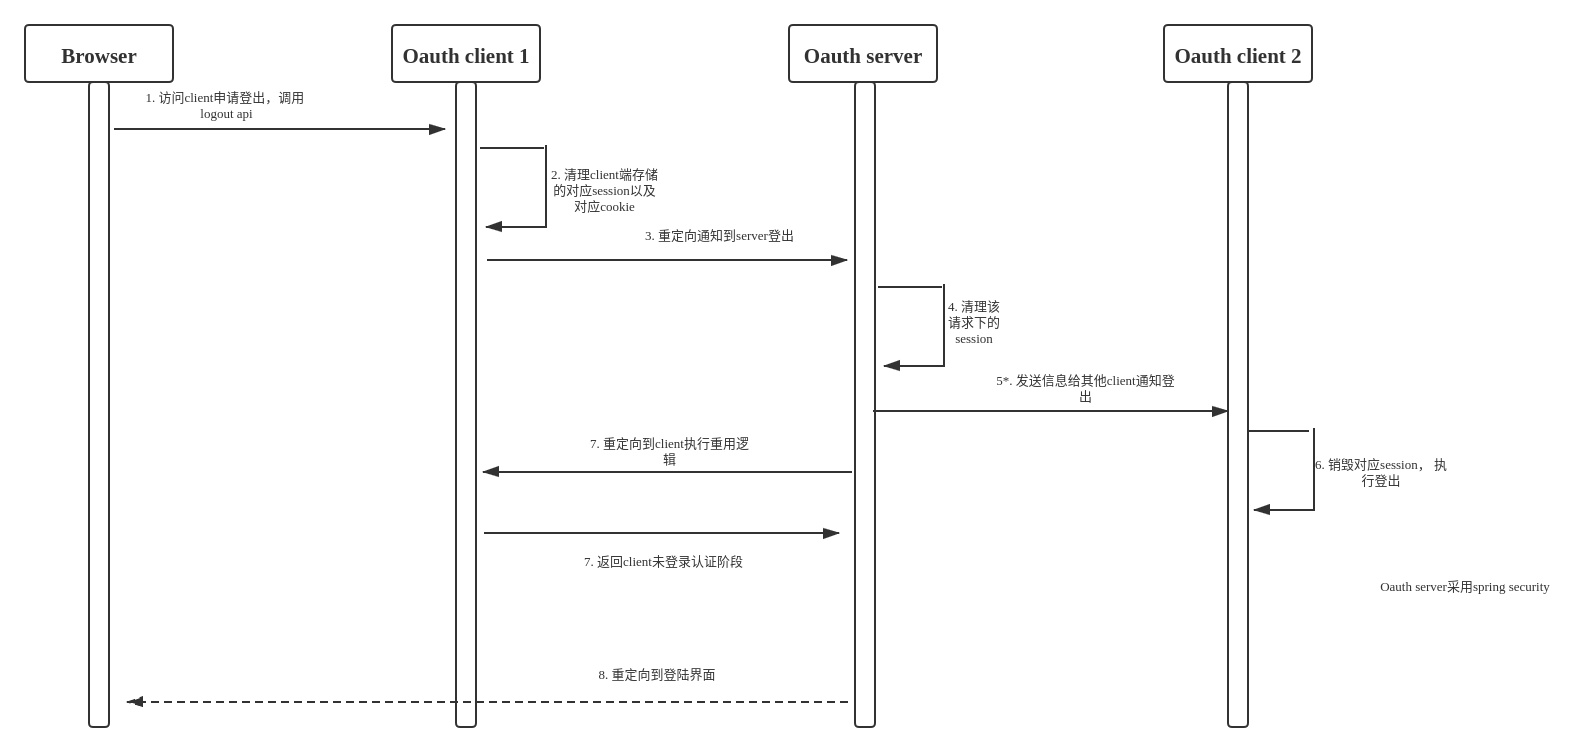 Browser
Oauth client 1
Oauth server
Oauth client 2
1. 访问client申请登出，调用
logout api
2. 清理client端存储
的对应session以及
对应cookie
3. 重定向通知到server登出
4. 清理该
请求下的
session
5*. 发送信息给其他client通知登
出
7. 重定向到client执行重用逻
辑
6. 销毁对应session， 执
行登出
7. 返回client未登录认证阶段
Oauth server采用spring security
8. 重定向到登陆界面